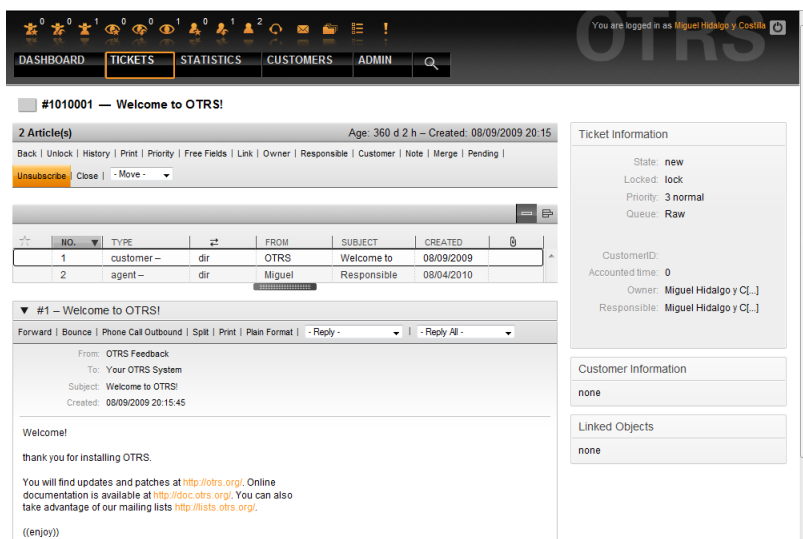 0 0 1 0 0 1 0 1 2
You are logged in as Miguel Hidalgo y Costilla
OTRS
DASHBOARD TICKETS STATISTICS CUSTOMERS ADMIN
#1010001 — Welcome to OTRS!
2 Article(s) Age: 360 d 2 h – Created: 08/09/2009 20:15
Back | Unlock | History | Print | Priority | Free Fields | Link | Owner | Responsible | Customer | Note | Merge | Pending |
Unsubscribe | Close | - Move -
NO. ▼ TYPE ⇄ FROM SUBJECT CREATED
1 customer – dir OTRS Welcome to 08/09/2009
2 agent – dir Miguel Responsible 08/04/2010
▼ #1 – Welcome to OTRS!
Forward | Bounce | Phone Call Outbound | Split | Print | Plain Format | - Reply - | - Reply All -
From: OTRS Feedback
To: Your OTRS System
Subject: Welcome to OTRS!
Created: 08/09/2009 20:15:45
Welcome!
thank you for installing OTRS.
You will find updates and patches at http://otrs.org/. Online
documentation is available at http://doc.otrs.org/. You can also
take advantage of our mailing lists http://lists.otrs.org/.
((enjoy))
Ticket Information
State: new
Locked: lock
Priority: 3 normal
Queue: Raw
CustomerID:
Accounted time: 0
Owner: Miguel Hidalgo y C[...]
Responsible: Miguel Hidalgo y C[...]
Customer Information
none
Linked Objects
none